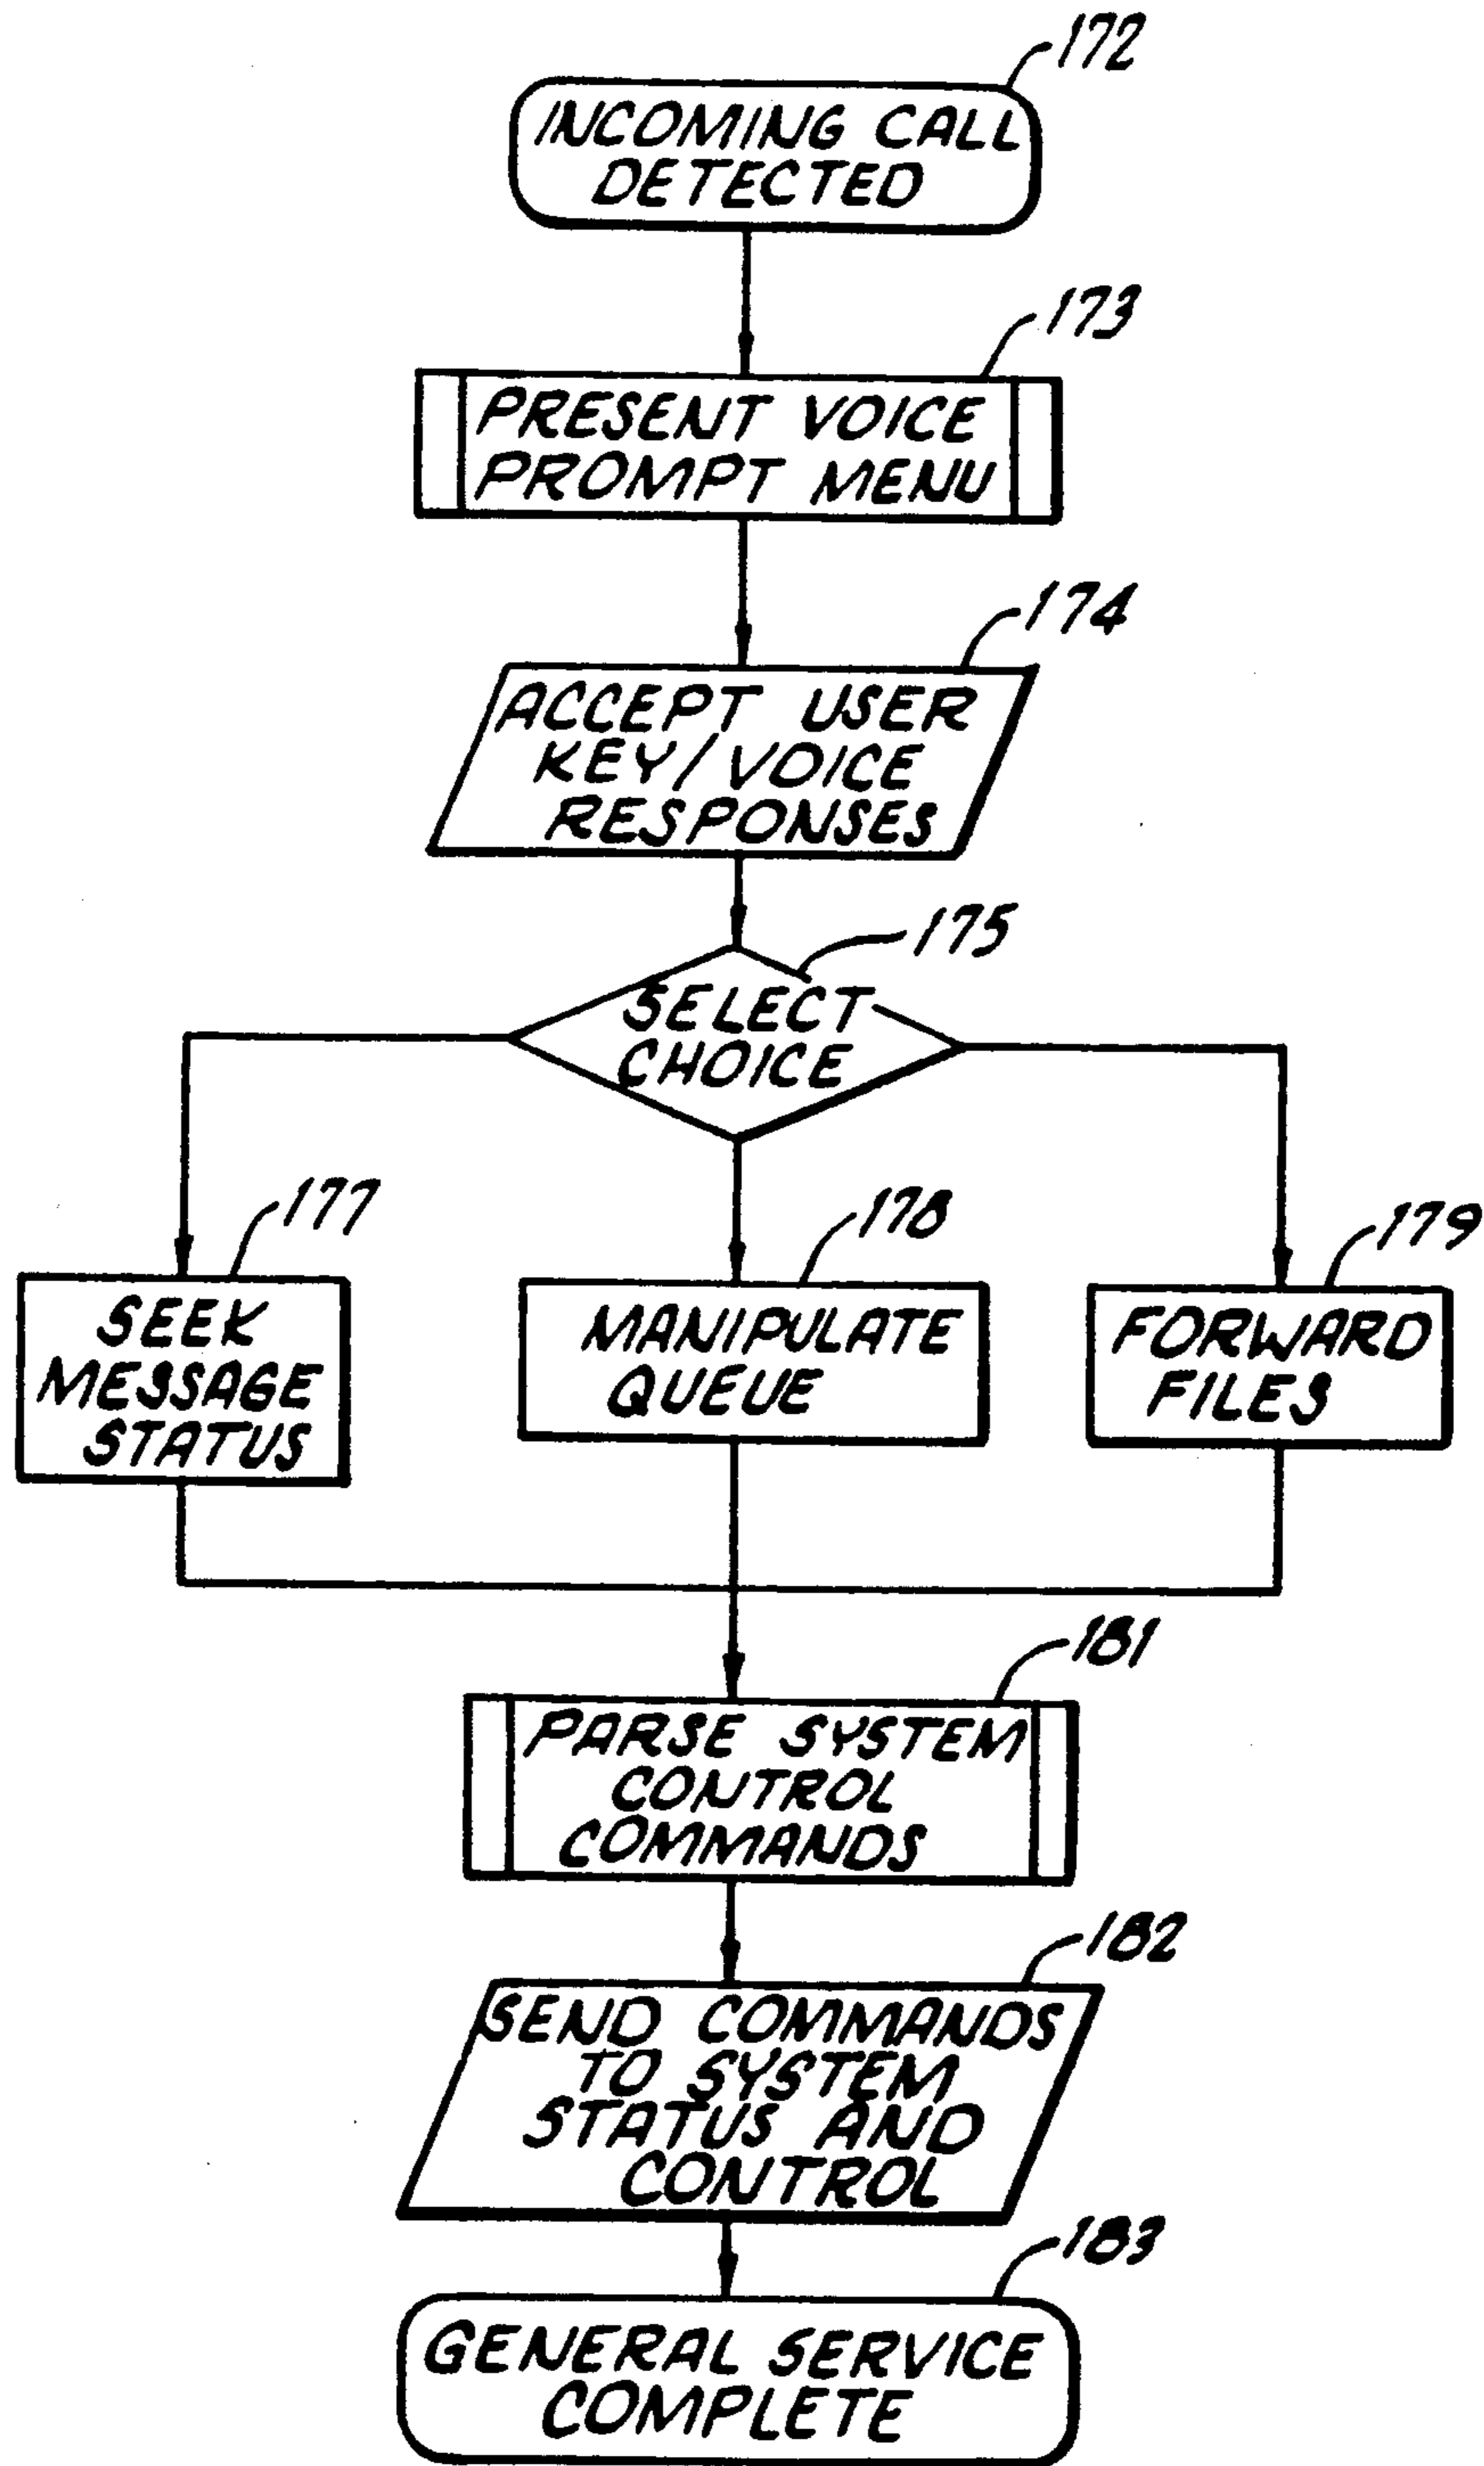 172
INCOMING CALL
DETECTED
173
PRESENT VOICE
PROMPT MENU
174
ACCEPT USER
KEY/VOICE
RESPONSES
175
SELECT
CHOICE
177
SEEK
MESSAGE
STATUS
178
MANIPULATE
QUEUE
179
FORWARD
FILES
181
PARSE SYSTEM
CONTROL
COMMANDS
182
SEND COMMANDS
TO SYSTEM
STATUS AND
CONTROL
183
GENERAL SERVICE
COMPLETE